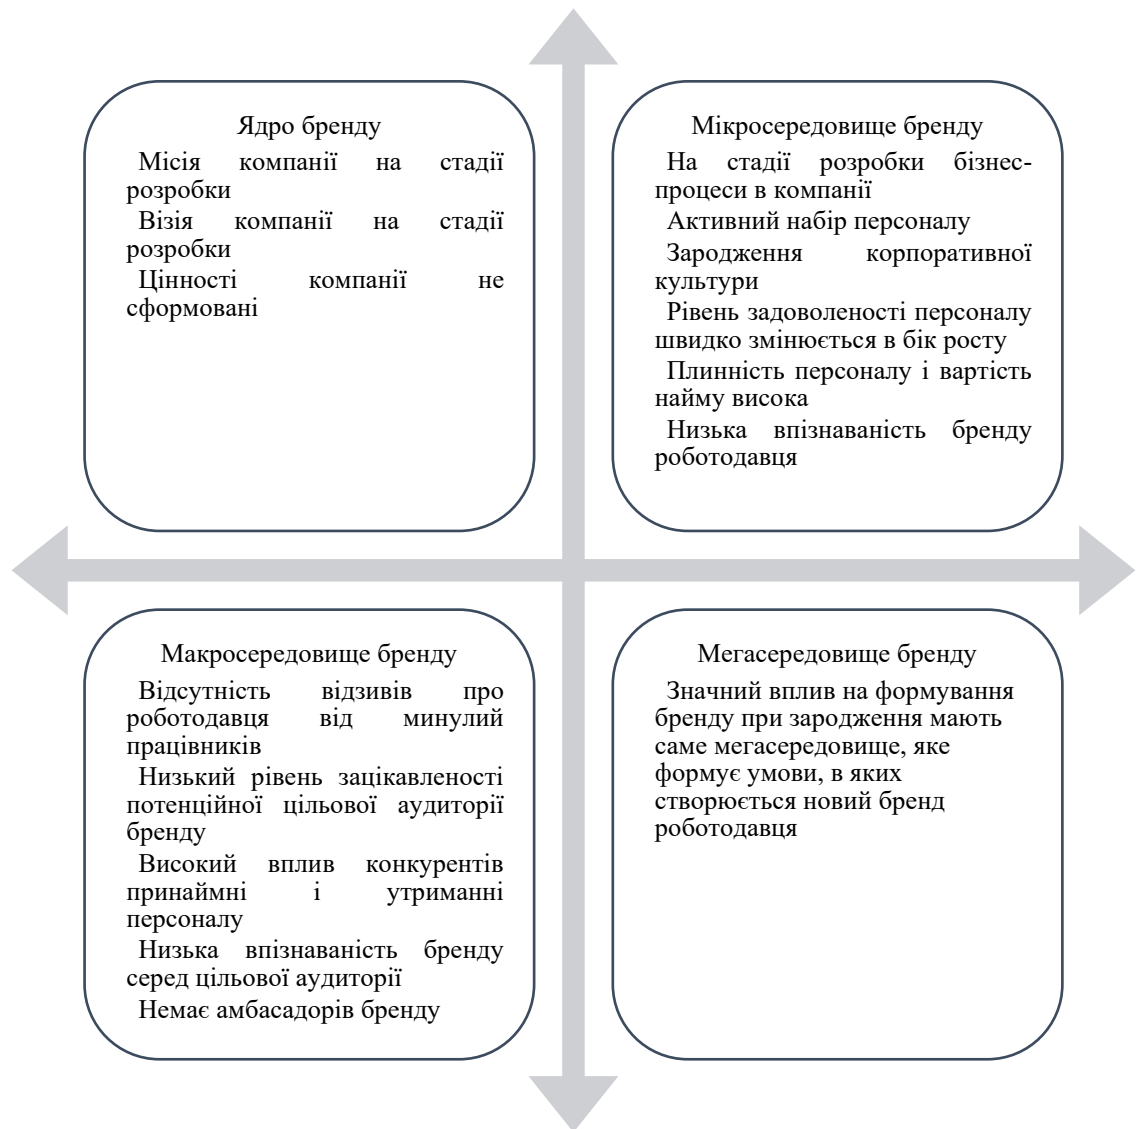 Ядро бренду
Місія компанії на стадії
розробки
Візія компанії на стадії
розробки
Цінності компанії не
сформовані
Мікросередовище бренду
На стадії розробки бізнес-
процеси в компанії
Активний набір персоналу
Зародження корпоративної
культури
Рівень задоволеності персоналу
швидко змінюється в бік росту
Плинність персоналу і вартість
найму висока
Низька впізнаваність бренду
роботодавця
Макросередовище бренду
Відсутність відзивів про
роботодавця від минулий
працівників
Низький рівень зацікавленості
потенційної цільової аудиторії
бренду
Високий вплив конкурентів
принаймні і утриманні
персоналу
Низька впізнаваність бренду
серед цільової аудиторії
Немає амбасадорів бренду
Мегасередовище бренду
Значний вплив на формування
бренду при зародження мають
саме мегасередовище, яке
формує умови, в яких
створюється новий бренд
роботодавця